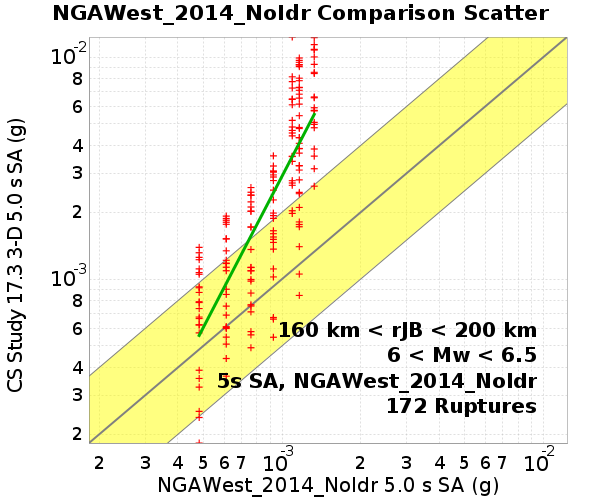 NGAWest_2014_NoIdr Comparison Scatter
CS Study 17.3 3-D 5.0 s SA (g)
10-2
8
6
4
3
2
10-3
8
6
4
3
2
160 km < rJB < 200 km
6 < Mw < 6.5
5s SA, NGAWest_2014_NoIdr
172 Ruptures
2 3 4 5 6 7 10-3 2 3 4 5 6 7 10-2
NGAWest_2014_NoIdr 5.0 s SA (g)